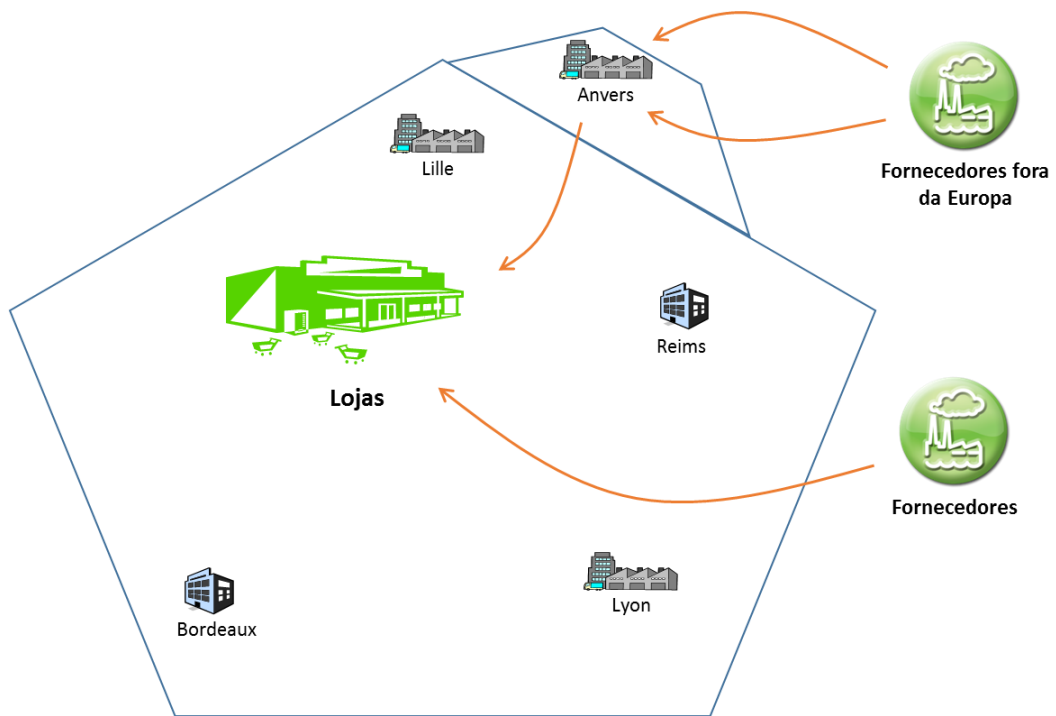 Anvers
Fornecedores fora
da Europa
Lille
Reims
Lojas
Fornecedores
Lyon
Bordeaux